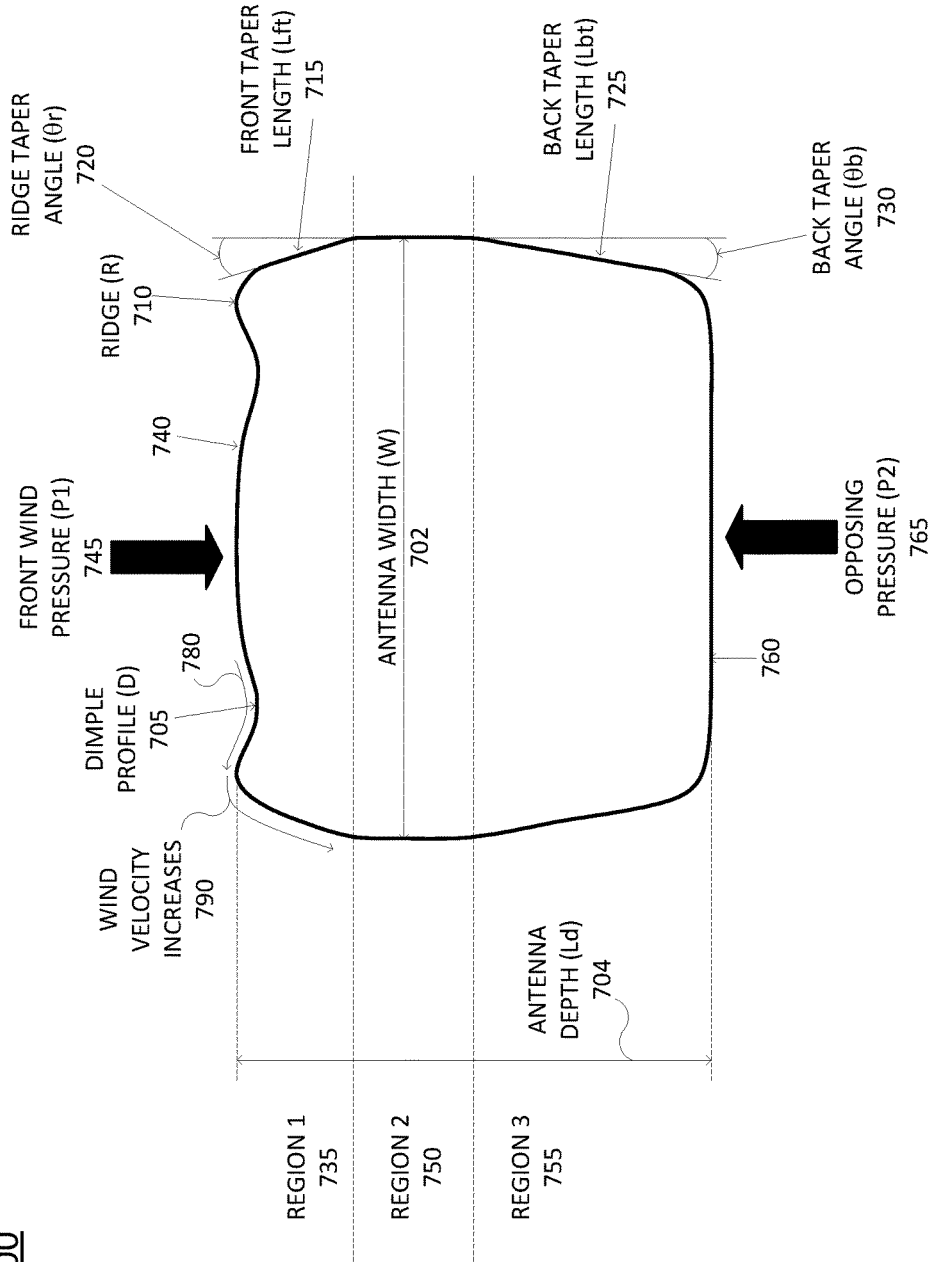 FRONT WIND
PRESSURE (P1)
745
RIDGE TAPER
ANGLE (θr)
720
DIMPLE
PROFILE (D)
705
780
740
RIDGE (R)
710
FRONT TAPER
LENGTH (Lft)
715
WIND
VELOCITY
INCREASES
790
REGION 1
735
REGION 2
750
REGION 3
755
ANTENNA WIDTH (W)
702
ANTENNA
DEPTH (Ld)
704
BACK TAPER
LENGTH (Lbt)
725
760
OPPOSING
PRESSURE (P2)
765
BACK TAPER
ANGLE (θb)
730